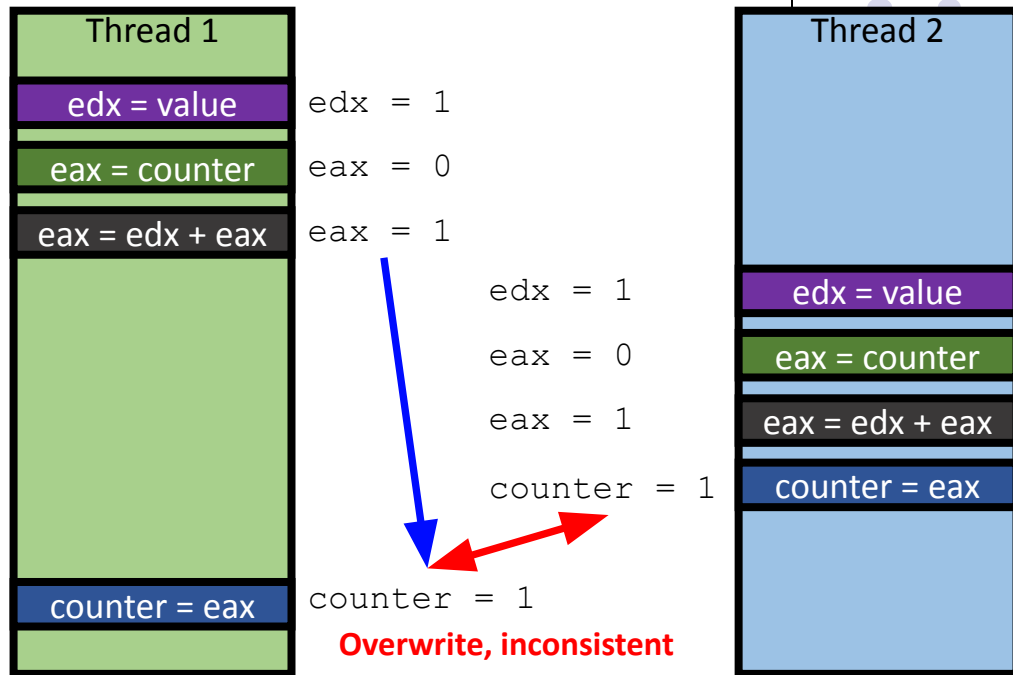 Thread 1
Thread 2
edx = value
edx = 1
eax = counter
eax = 0
eax = edx + eax
eax = 1
edx = 1
edx = value
eax = 0
eax = counter
eax = 1
eax = edx + eax
counter = 1
counter = eax
counter = eax
counter = 1
Overwrite, inconsistent